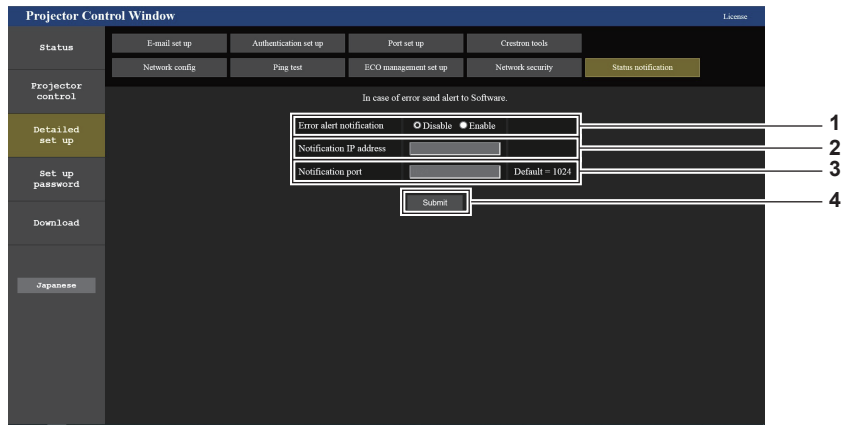 Projector Control Window
License
Status
Projector
control
Detailed
set up
Set up
password
Download
Japanese
E-mail set up
Authentication set up
Port set up
Crestron tools
Network config
Ping test
ECO management set up
Network security
Status notification
In case of error send alert to Software.
Error alert notification
Disable
Enable
Notification IP address
Notification port
Default = 1024
Submit
1
2
3
4